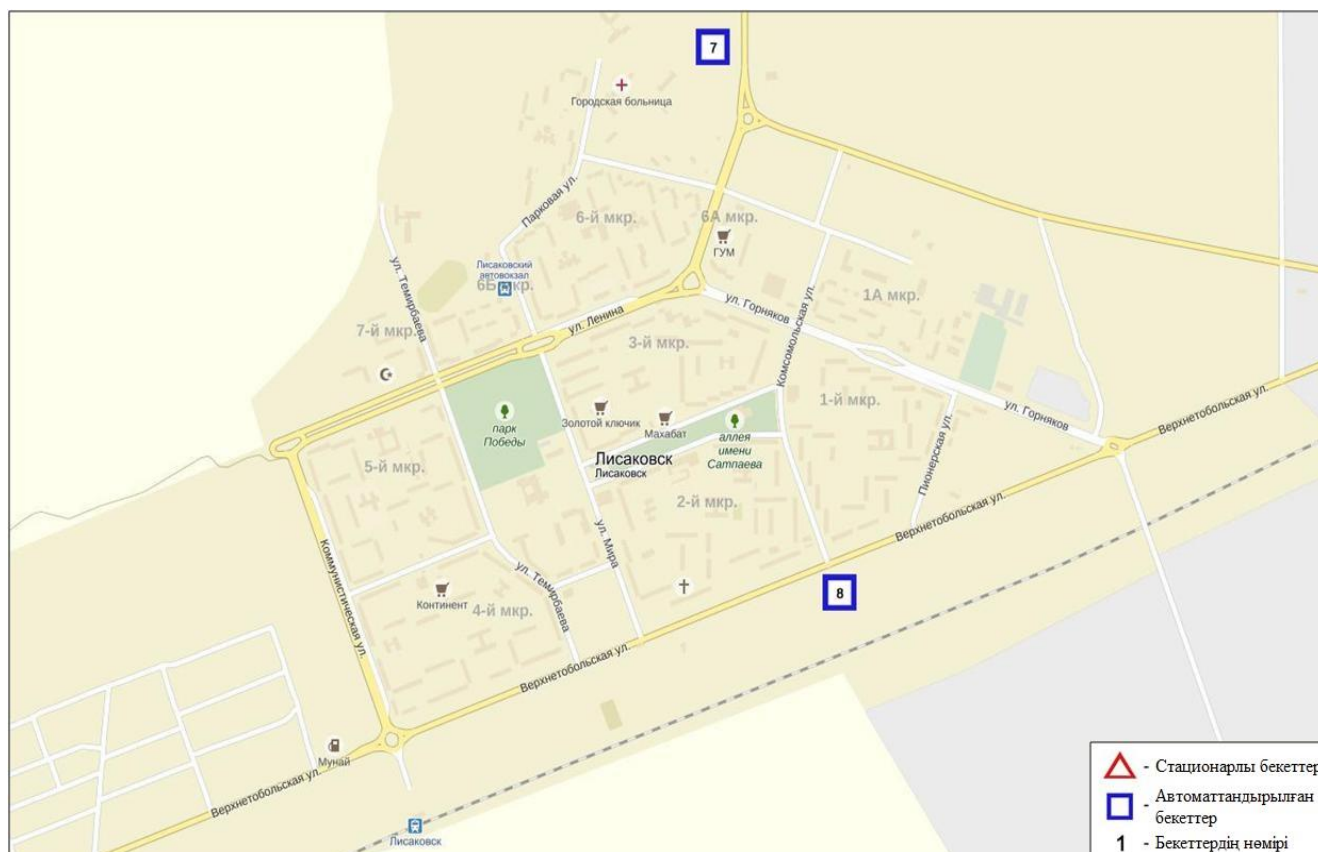 7
Городская больница
Парковая ул.
6-й мкр.
6А мкр.
ГУМ
ул. Темирбаева
Лисаковский
автовокзал
6Б мкр.
1А мкр.
ул. Горняков
Комсомольская ул.
ул. Ленина
7-й мкр.
3-й мкр.
1-й мкр.
ул. Горняков
Верхнетобольская ул.
парк
Победы
Золотой ключик
Махабат
аллея
имени
Сатпаева
Лисаковск
Лисаковск
5-й мкр.
2-й мкр.
Пионерская ул.
Верхнетобольская ул.
ул. Мира
Коммунистическая ул.
ул. Темирбаева
Континент
4-й мкр.
8
Верхнетобольская ул.
Мунай
Верхнетобольская ул.
Лисаковск
- Стационарлы бекеттер
- Автоматтандырылған
бекеттер
1 - Бекеттердің нөмірі